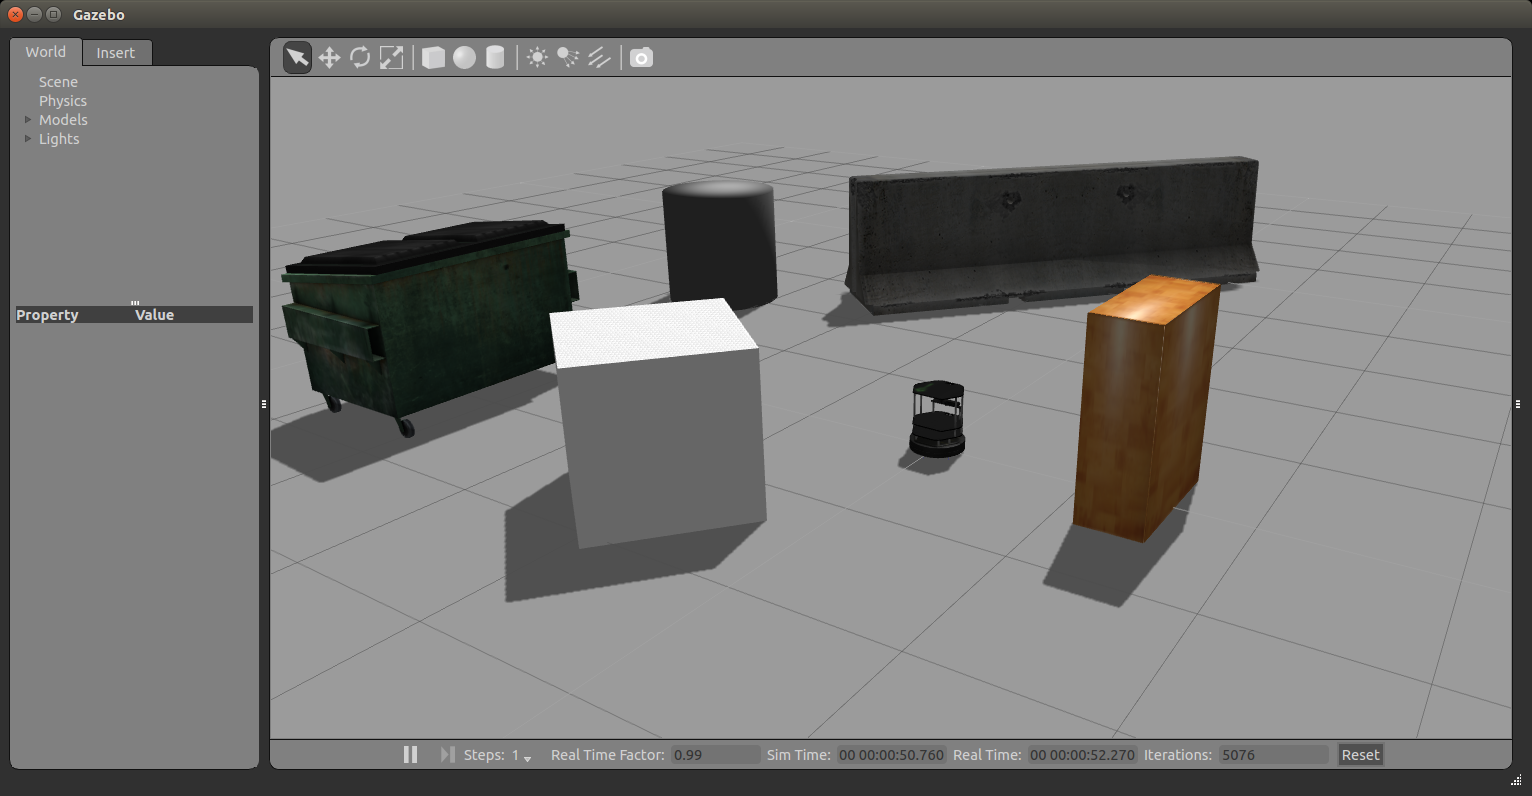 Gazebo
World Insert
Scene
Physics
Models
Lights
Property Value
Steps: 1 Real Time Factor: 0.99 Sim Time: 00 00:00:50.760 Real Time: 00 00:00:52.270 Iterations: 5076 Reset